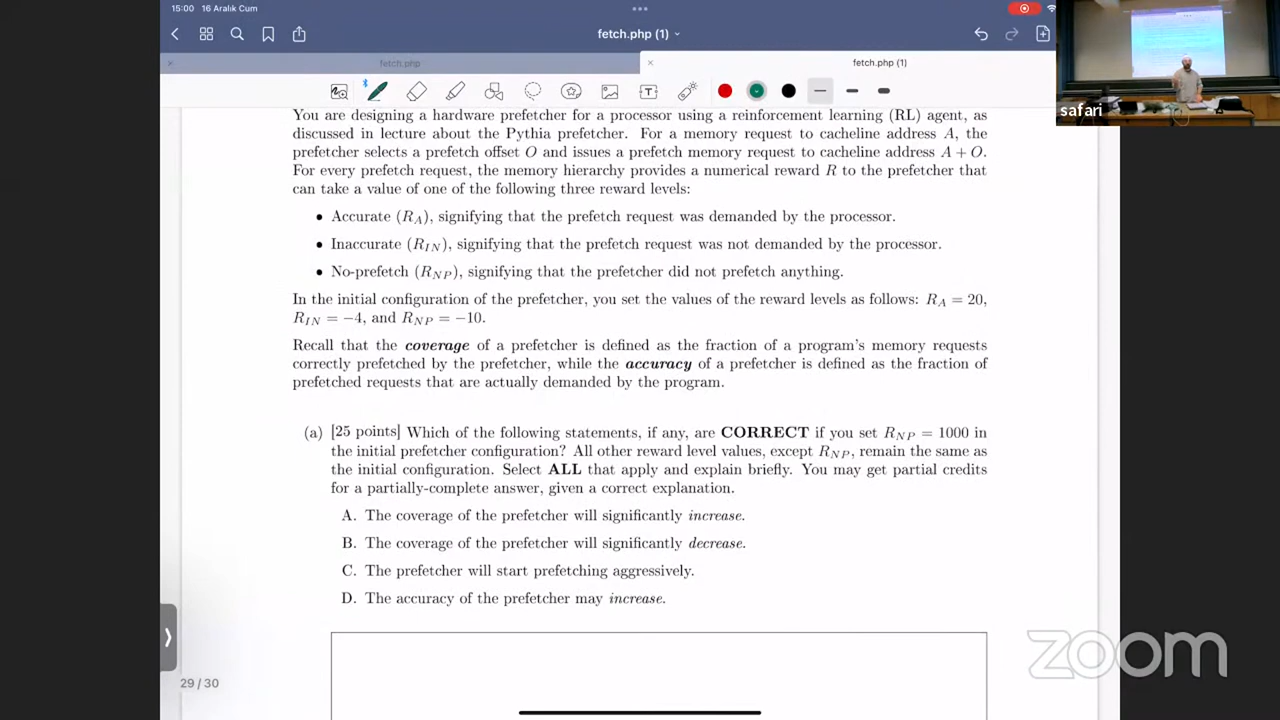 15:00 16 Aralık Cum
fetch.php (1)
fetch.php
fetch.php (1)
safari
You are designing a hardware prefetcher for a processor using a reinforcement learning (RL) agent, as
discussed in lecture about the Pythia prefetcher. For a memory request to cacheline address A, the
prefetcher selects a prefetch offset O and issues a prefetch memory request to cacheline address A + O.
For every prefetch request, the memory hierarchy provides a numerical reward R to the prefetcher that
can take a value of one of the following three reward levels:
• Accurate (R_A), signifying that the prefetch request was demanded by the processor.
• Inaccurate (R_IN), signifying that the prefetch request was not demanded by the processor.
• No-prefetch (R_NP), signifying that the prefetcher did not prefetch anything.
In the initial configuration of the prefetcher, you set the values of the reward levels as follows: R_A = 20,
R_IN = −4, and R_NP = −10.
Recall that the coverage of a prefetcher is defined as the fraction of a program's memory requests
correctly prefetched by the prefetcher, while the accuracy of a prefetcher is defined as the fraction of
prefetched requests that are actually demanded by the program.
(a) [25 points] Which of the following statements, if any, are CORRECT if you set R_NP = 1000 in
the initial prefetcher configuration? All other reward level values, except R_NP, remain the same as
the initial configuration. Select ALL that apply and explain briefly. You may get partial credits
for a partially-complete answer, given a correct explanation.
A. The coverage of the prefetcher will significantly increase.
B. The coverage of the prefetcher will significantly decrease.
C. The prefetcher will start prefetching aggressively.
D. The accuracy of the prefetcher may increase.
29 / 30
zoom